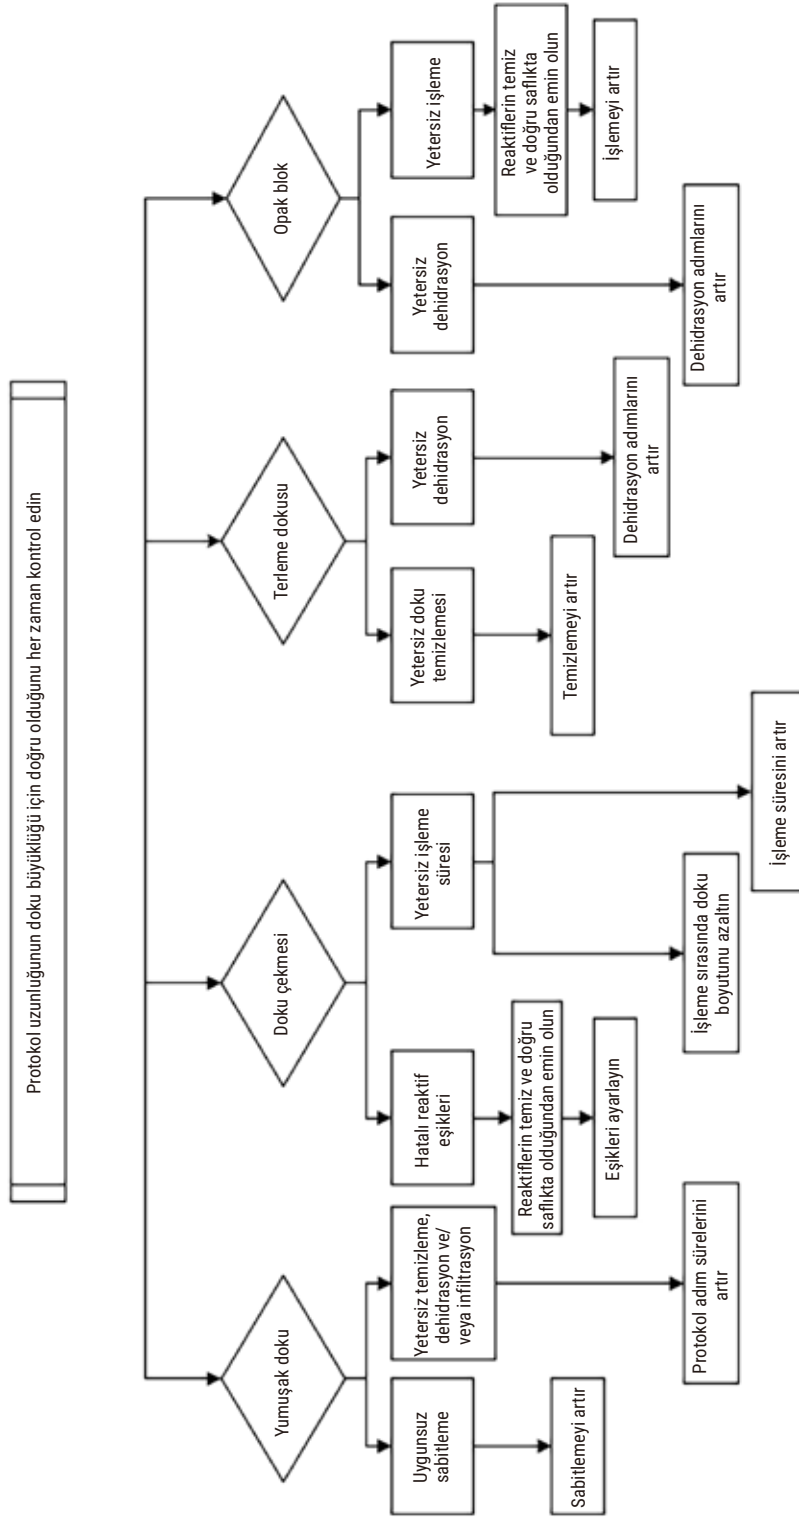 Protokol uzunluğunun doku büyüklüğü için doğru olduğunu her zaman kontrol edin
Yumuşak doku
Doku çekmesi
Terleme dokusu
Opak blok
Uygunsuz
sabitleme
Yetersiz temizleme,
dehidrasyon ve/
veya infiltrasyon
Hatalı reaktif
eşikleri
Yetersiz işleme
süresi
Yetersiz doku
temizlemesi
Yetersiz
dehidrasyon
Yetersiz
dehidrasyon
Yetersiz işleme
Reaktiflerin temiz ve doğru
saflıkta olduğundan emin olun
Reaktiflerin temiz
ve doğru saflıkta
olduğundan emin olun
Sabitlemeyi artır
Eşikleri ayarlayın
Temizlemeyi artır
Dehidrasyon adımlarını
artır
İşlemeyi artır
Protokol adım sürelerini
artır
İşleme sırasında doku
boyutunu azaltın
Dehidrasyon adımlarını
artır
İşleme süresini artır